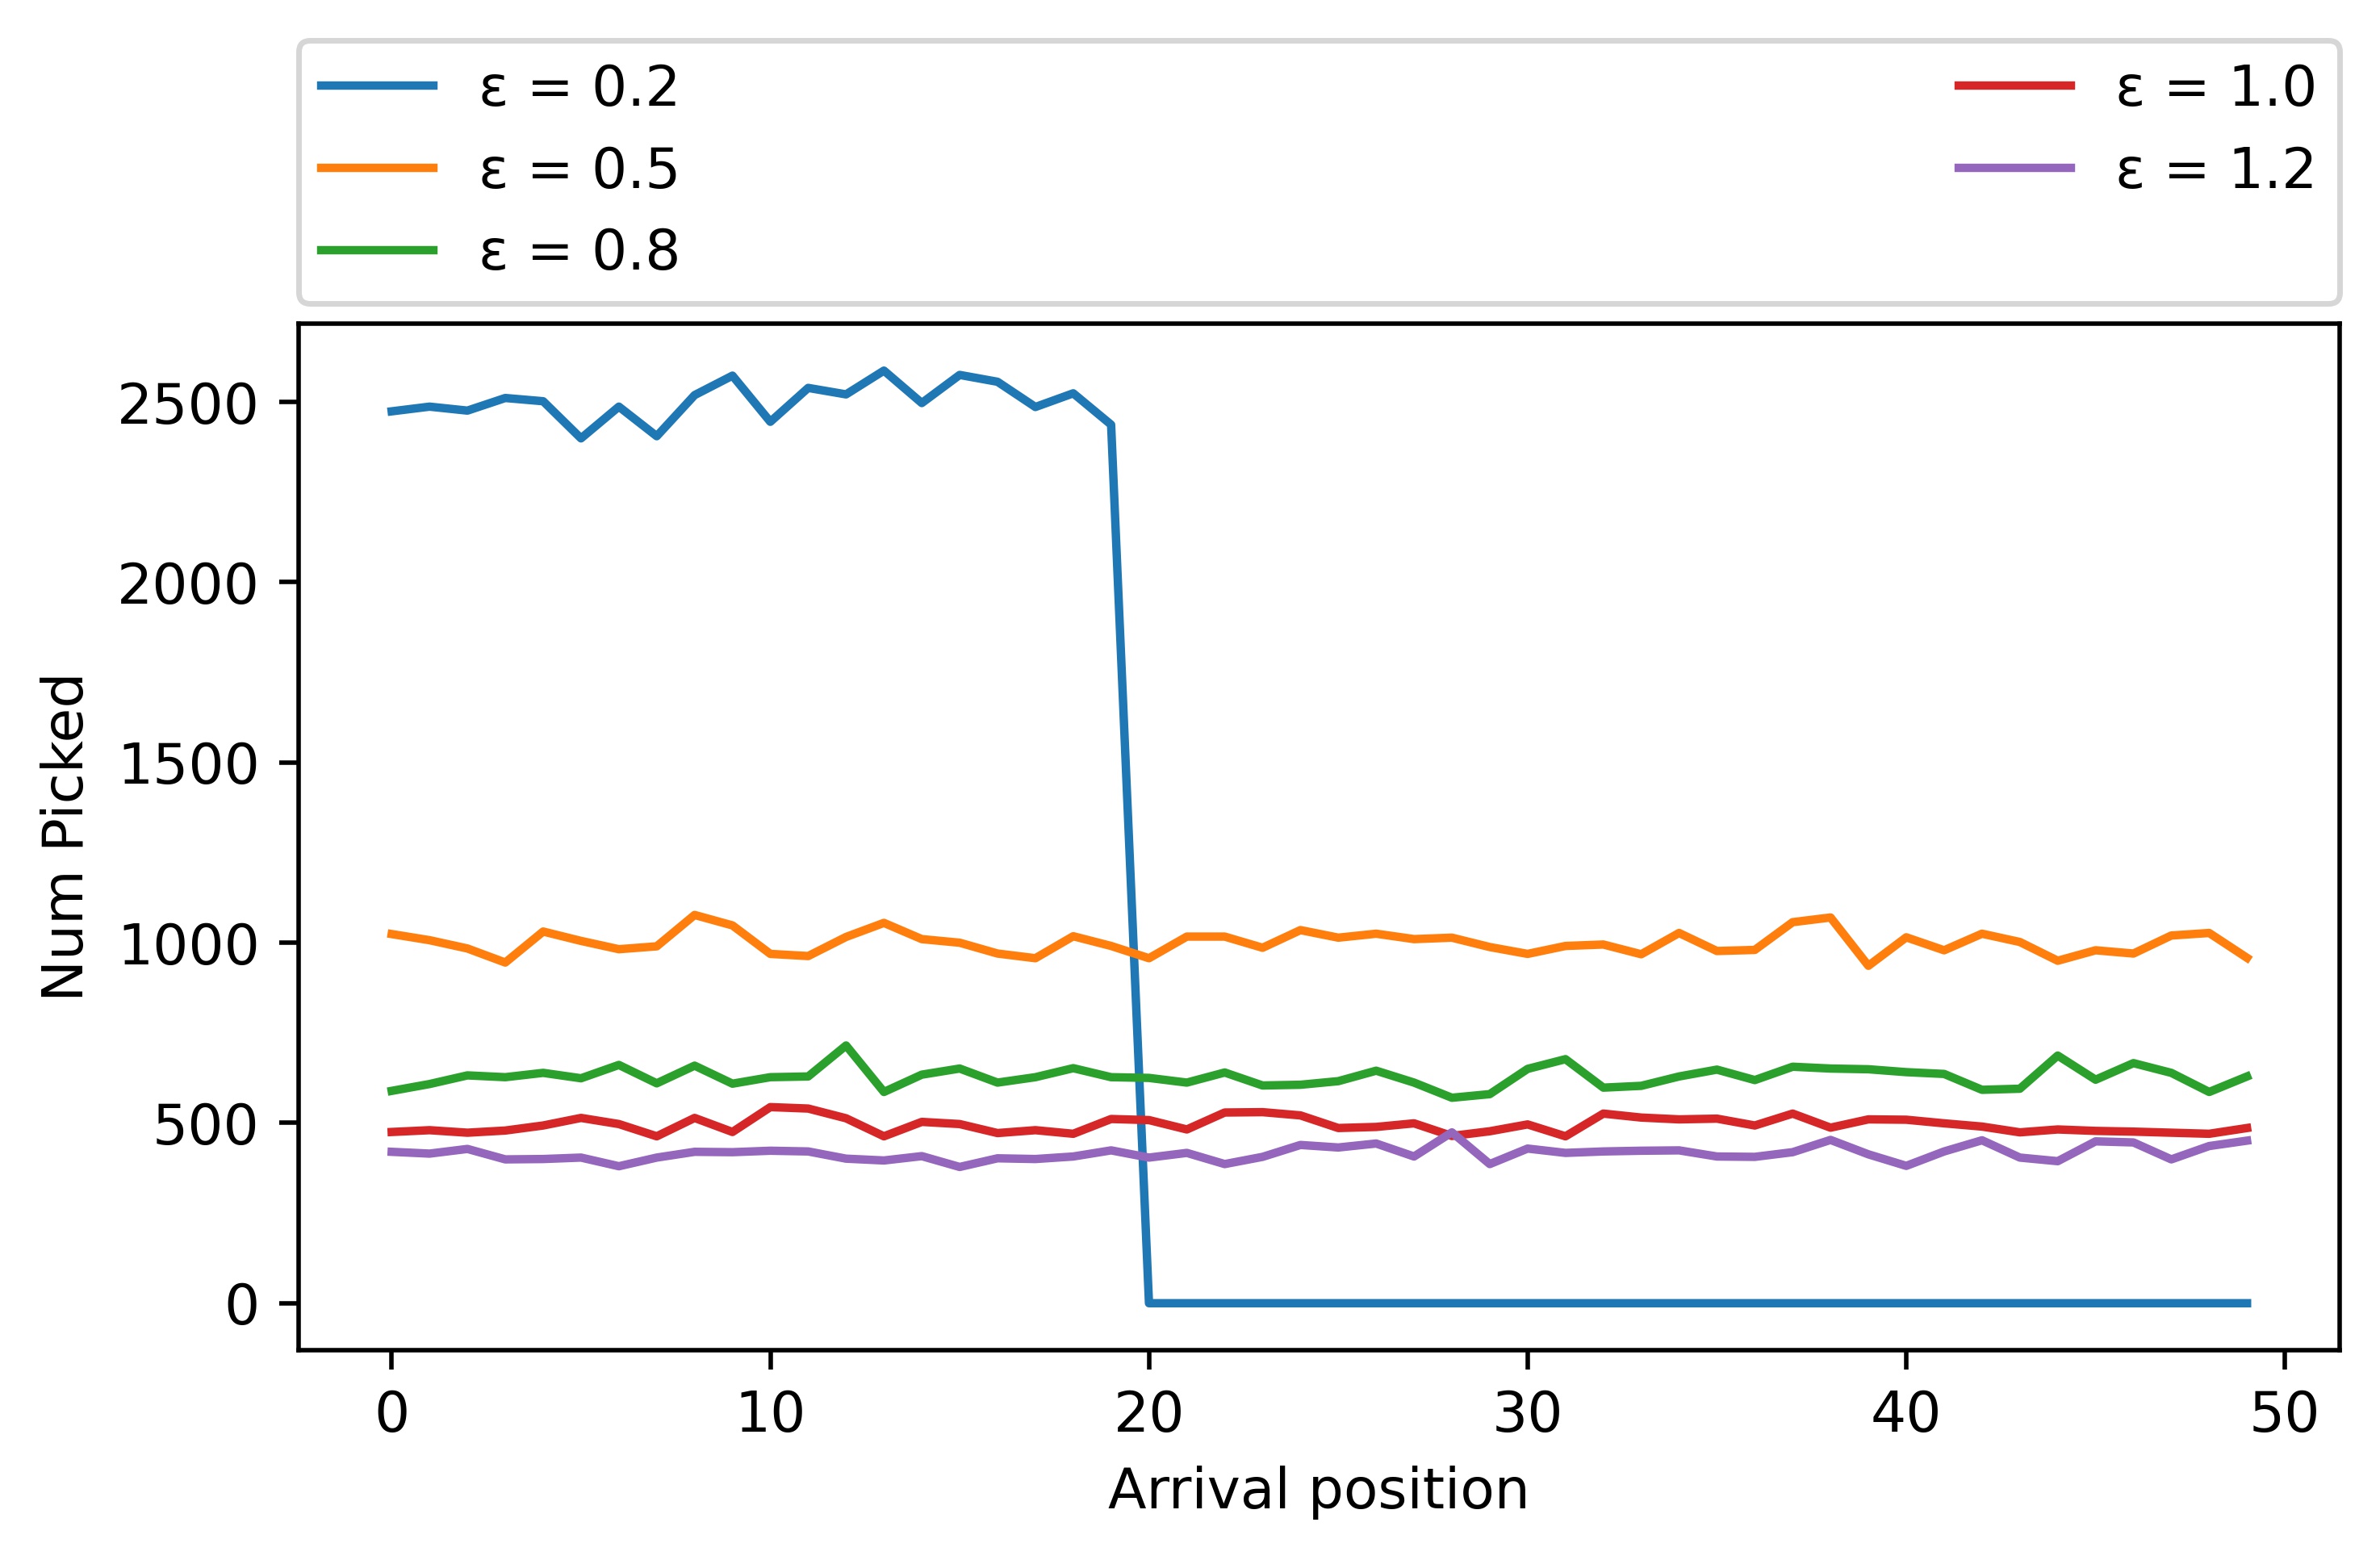 ε = 0.2
ε = 0.5
ε = 0.8
ε = 1.0
ε = 1.2
Num Picked
2500
2000
1500
1000
500
0
0 10 20 30 40 50
Arrival position